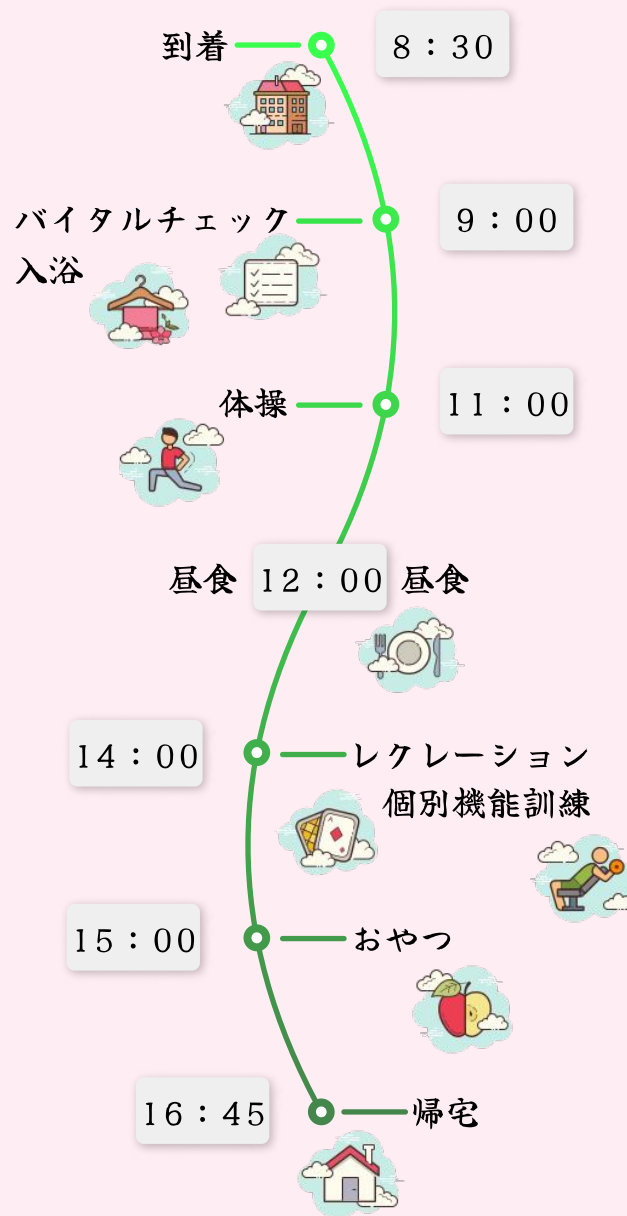 到着
8：30
バイタルチェック
9：00
入浴
体操
11：00
昼食 12：00 昼食
14：00
レクレーション
個別機能訓練
15：00
おやつ
16：45
帰宅